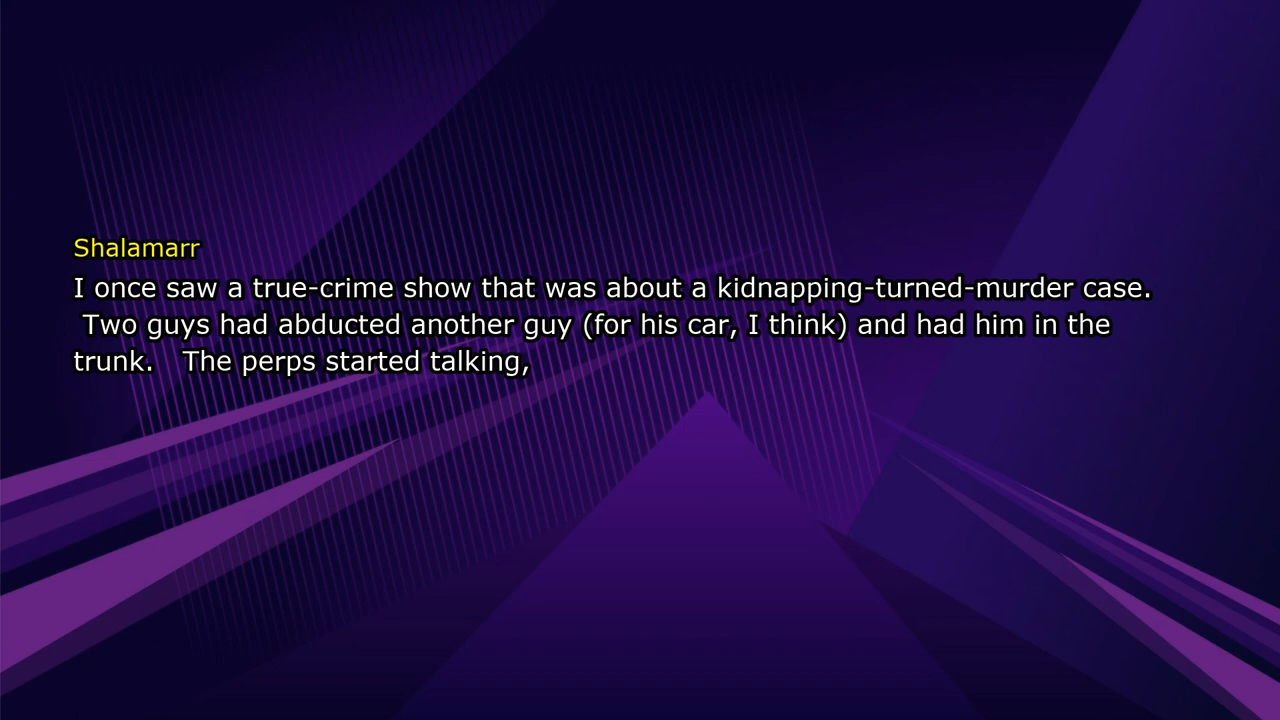 Shalamarr
I once saw a true-crime show that was about a kidnapping-turned-murder case.
Two guys had abducted another guy (for his car, I think) and had him in the
trunk.    The perps started talking,